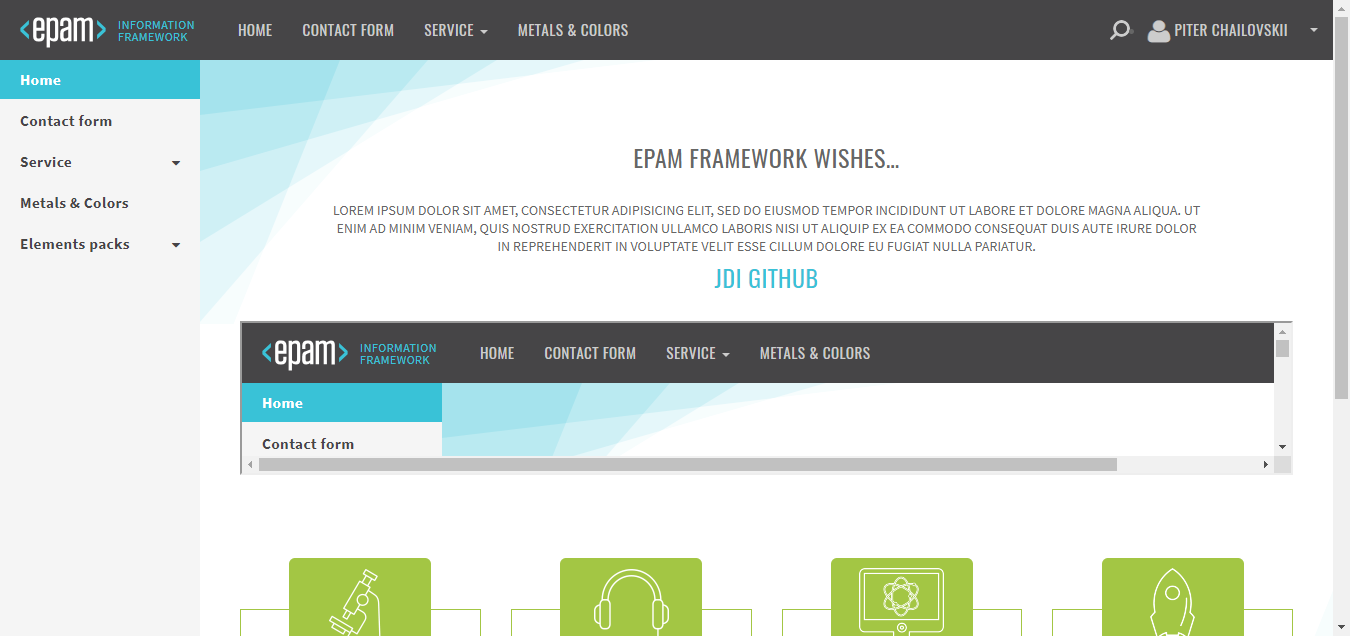 <epam> INFORMATION
FRAMEWORK
HOME CONTACT FORM SERVICE METALS & COLORS PITER CHAILOVSKII
Home
Contact form
Service
Metals & Colors
Elements packs
EPAM FRAMEWORK WISHES…
LOREM IPSUM DOLOR SIT AMET, CONSECTETUR ADIPISICING ELIT, SED DO EIUSMOD TEMPOR INCIDIDUNT UT LABORE ET DOLORE MAGNA ALIQUA. UT
ENIM AD MINIM VENIAM, QUIS NOSTRUD EXERCITATION ULLAMCO LABORIS NISI UT ALIQUIP EX EA COMMODO CONSEQUAT DUIS AUTE IRURE DOLOR
IN REPREHENDERIT IN VOLUPTATE VELIT ESSE CILLUM DOLORE EU FUGIAT NULLA PARIATUR.
JDI GITHUB
<epam> INFORMATION
FRAMEWORK
HOME CONTACT FORM SERVICE METALS & COLORS
Home
Contact form